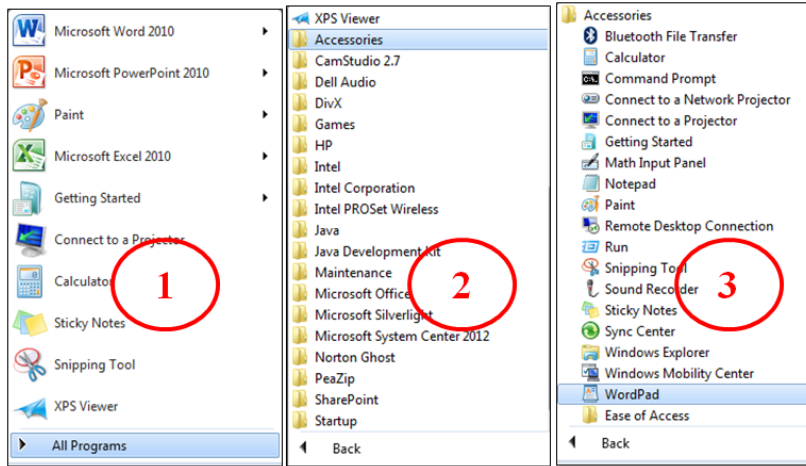 Microsoft Word 2010
Microsoft PowerPoint 2010
Paint
Microsoft Excel 2010
Getting Started
Connect to a Projector
Calculator
Sticky Notes
Snipping Tool
XPS Viewer
All Programs
1
XPS Viewer
Accessories
CamStudio 2.7
Dell Audio
DivX
Games
HP
Intel
Intel Corporation
Intel PROSet Wireless
Java
Java Development Kit
Maintenance
Microsoft Office
Microsoft Silverlight
Microsoft System Center 2012
Norton Ghost
PeaZip
SharePoint
Startup
Back
2
Accessories
Bluetooth File Transfer
Calculator
Command Prompt
Connect to a Network Projector
Connect to a Projector
Getting Started
Math Input Panel
Notepad
Paint
Remote Desktop Connection
Run
Snipping Tool
Sound Recorder
Sticky Notes
Sync Center
Windows Explorer
Windows Mobility Center
WordPad
Ease of Access
Back
3